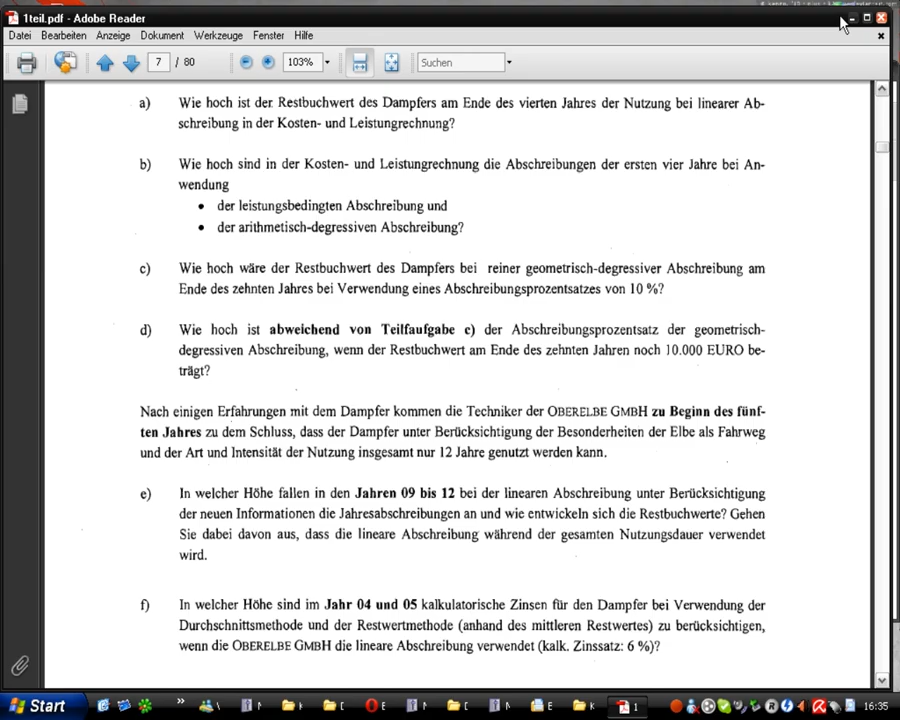 1teil.pdf - Adobe Reader
Datei Bearbeiten Anzeige Dokument Werkzeuge Fenster Hilfe
7 / 80 103% Suchen
a) Wie hoch ist der Restbuchwert des Dampfers am Ende des vierten Jahres der Nutzung bei linearer Ab-
schreibung in der Kosten- und Leistungrechnung?
b) Wie hoch sind in der Kosten- und Leistungrechnung die Abschreibungen der ersten vier Jahre bei An-
wendung
• der leistungsbedingten Abschreibung und
• der arithmetisch-degressiven Abschreibung?
c) Wie hoch wäre der Restbuchwert des Dampfers bei reiner geometrisch-degressiver Abschreibung am
Ende des zehnten Jahres bei Verwendung eines Abschreibungsprozentsatzes von 10 %?
d) Wie hoch ist abweichend von Teilfaufgabe c) der Abschreibungsprozentsatz der geometrisch-
degressiven Abschreibung, wenn der Restbuchwert am Ende des zehnten Jahren noch 10.000 EURO be-
trägt?
Nach einigen Erfahrungen mit dem Dampfer kommen die Techniker der OBERELBE GMBH zu Beginn des fünf-
ten Jahres zu dem Schluss, dass der Dampfer unter Berücksichtigung der Besonderheiten der Elbe als Fahrweg
und der Art und Intensität der Nutzung insgesamt nur 12 Jahre genutzt werden kann.
e) In welcher Höhe fallen in den Jahren 09 bis 12 bei der linearen Abschreibung unter Berücksichtigung
der neuen Informationen die Jahresabschreibungen an und wie entwickeln sich die Restbuchwerte? Gehen
Sie dabei davon aus, dass die lineare Abschreibung während der gesamten Nutzungsdauer verwendet
wird.
f) In welcher Höhe sind im Jahr 04 und 05 kalkulatorische Zinsen für den Dampfer bei Verwendung der
Durchschnittsmethode und der Restwertmethode (anhand des mittleren Restwertes) zu berücksichtigen,
wenn die OBERELBE GMBH die lineare Abschreibung verwendet (kalk. Zinssatz: 6 %)?
Start 1 16:35